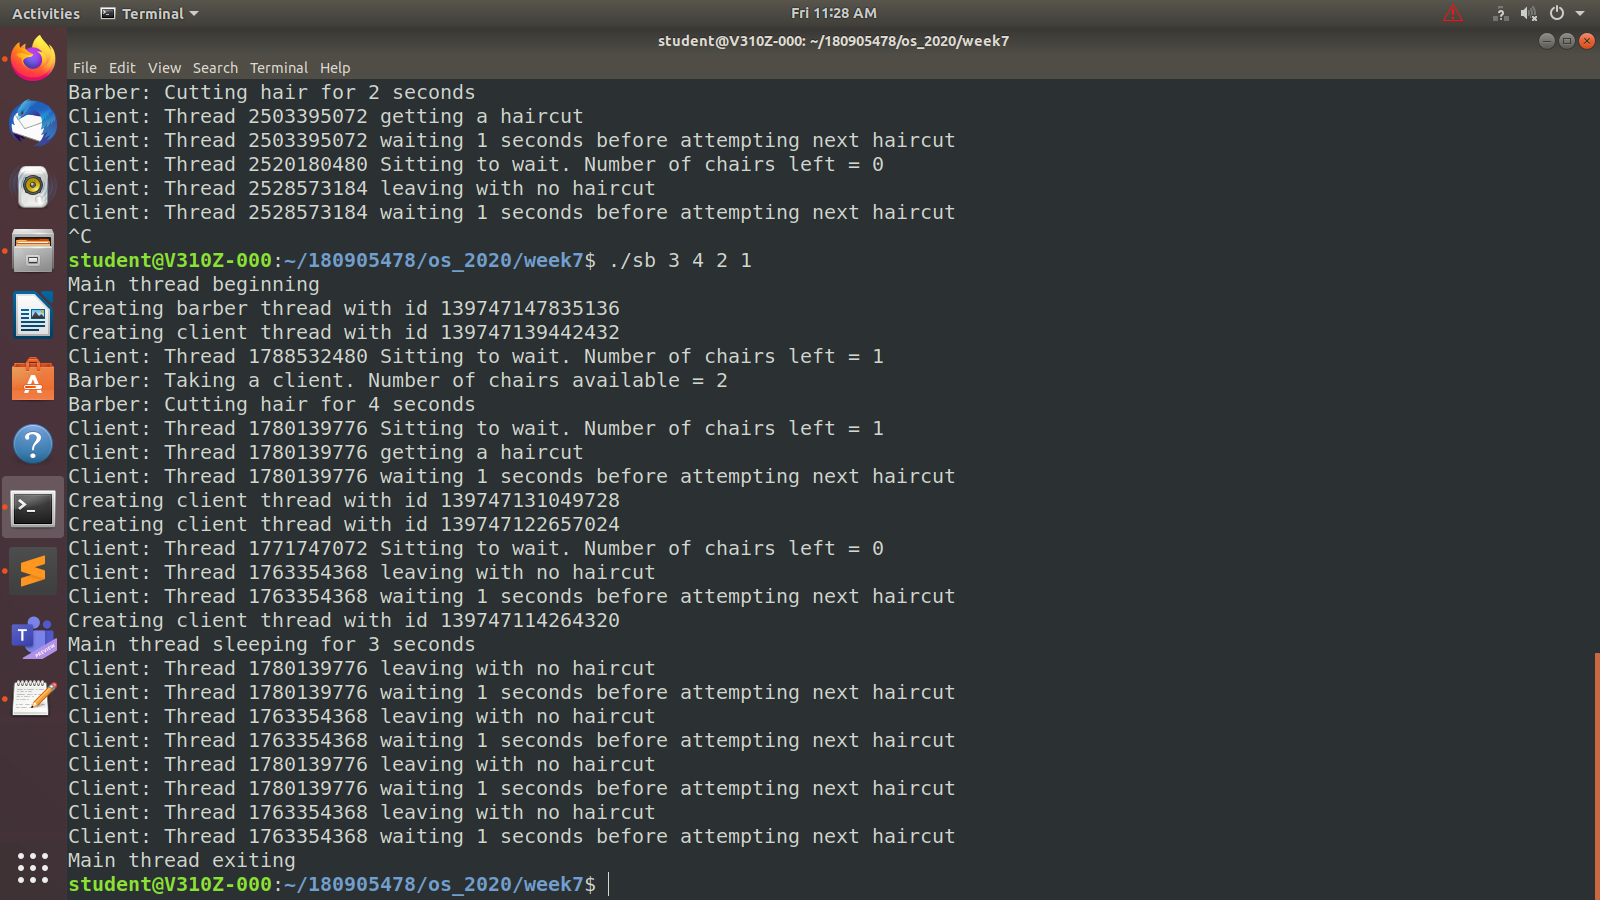 Activities Terminal Fri 11:28 AM
student@V310Z-000: ~/180905478/os_2020/week7
File Edit View Search Terminal Help
Barber: Cutting hair for 2 seconds
Client: Thread 2503395072 getting a haircut
Client: Thread 2503395072 waiting 1 seconds before attempting next haircut
Client: Thread 2520180480 Sitting to wait. Number of chairs left = 0
Client: Thread 2528573184 leaving with no haircut
Client: Thread 2528573184 waiting 1 seconds before attempting next haircut
^C
student@V310Z-000:~/180905478/os_2020/week7$ ./sb 3 4 2 1
Main thread beginning
Creating barber thread with id 139747147835136
Creating client thread with id 139747139442432
Client: Thread 1788532480 Sitting to wait. Number of chairs left = 1
Barber: Taking a client. Number of chairs available = 2
Barber: Cutting hair for 4 seconds
Client: Thread 1780139776 Sitting to wait. Number of chairs left = 1
Client: Thread 1780139776 getting a haircut
Client: Thread 1780139776 waiting 1 seconds before attempting next haircut
Creating client thread with id 139747131049728
Creating client thread with id 139747122657024
Client: Thread 1771747072 Sitting to wait. Number of chairs left = 0
Client: Thread 1763354368 leaving with no haircut
Client: Thread 1763354368 waiting 1 seconds before attempting next haircut
Creating client thread with id 139747114264320
Main thread sleeping for 3 seconds
Client: Thread 1780139776 leaving with no haircut
Client: Thread 1780139776 waiting 1 seconds before attempting next haircut
Client: Thread 1763354368 leaving with no haircut
Client: Thread 1763354368 waiting 1 seconds before attempting next haircut
Client: Thread 1780139776 leaving with no haircut
Client: Thread 1780139776 waiting 1 seconds before attempting next haircut
Client: Thread 1763354368 leaving with no haircut
Client: Thread 1763354368 waiting 1 seconds before attempting next haircut
Main thread exiting
student@V310Z-000:~/180905478/os_2020/week7$